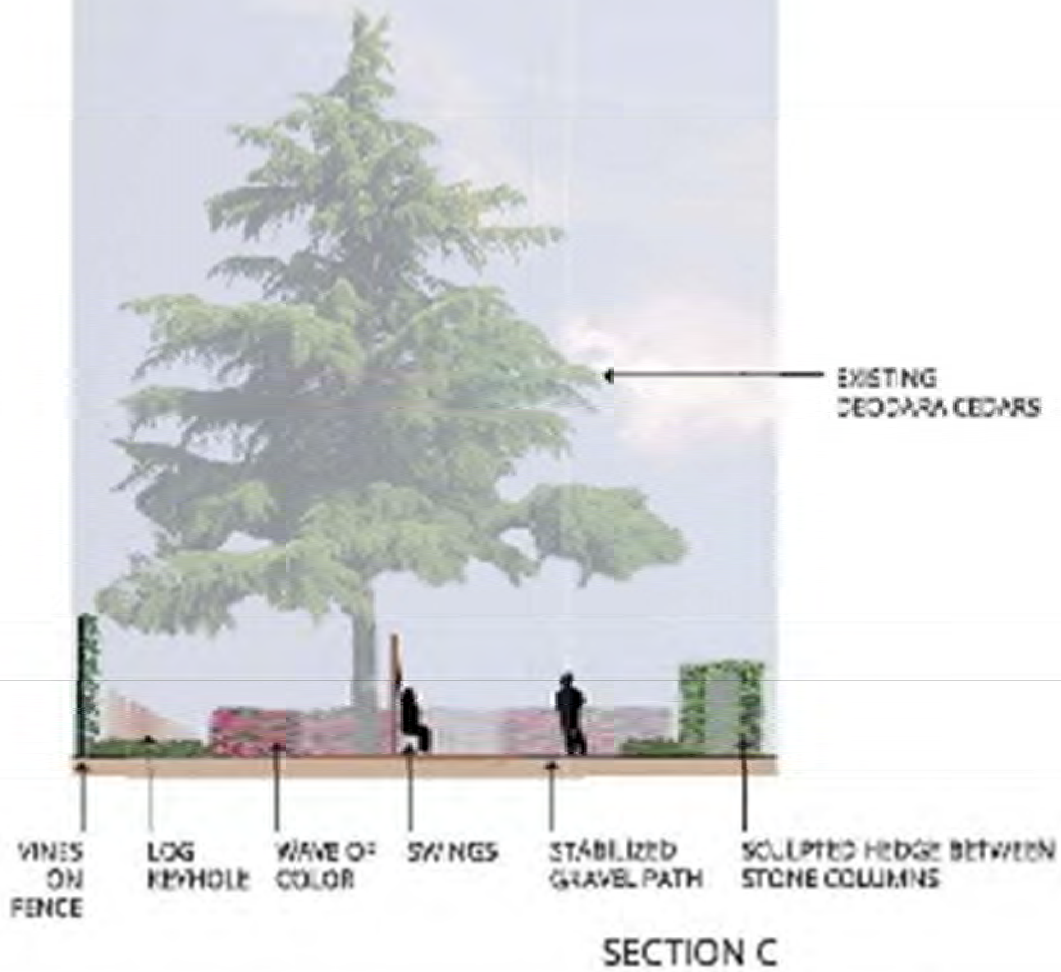 EXISTING
DEODARA CEDARS
VINES
ON
FENCE
LOG
KEYHOLE
WAVE OF
COLOR
SWINGS
STABILIZED
GRAVEL PATH
SCULPTED HEDGE BETWEEN
STONE COLUMNS
SECTION C